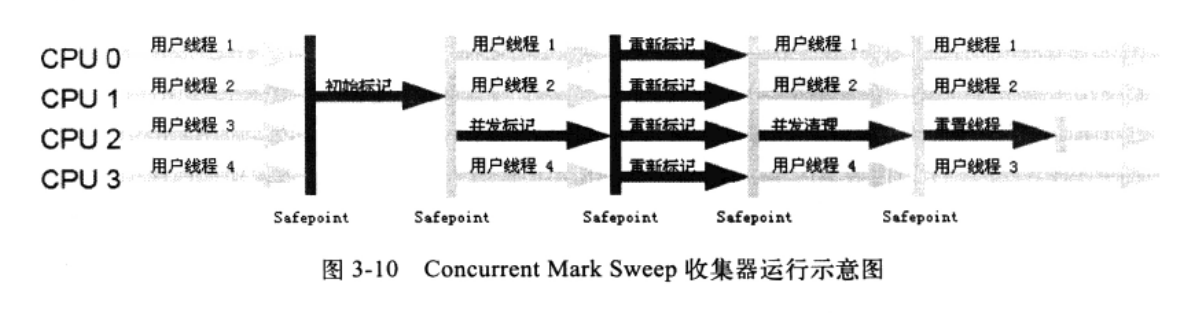 CPU 0 用户线程 1 用户线程 1 重新标记 用户线程 1 用户线程 1
CPU 1 用户线程 2 初始标记 用户线程 2 重新标记 用户线程 2 用户线程 2
CPU 2 用户线程 3 并发标记 重新标记 并发清理 重置线程
CPU 3 用户线程 4 用户线程 4 重新标记 用户线程 4 用户线程 3
Safepoint Safepoint Safepoint Safepoint Safepoint
图 3-10 Concurrent Mark Sweep 收集器运行示意图